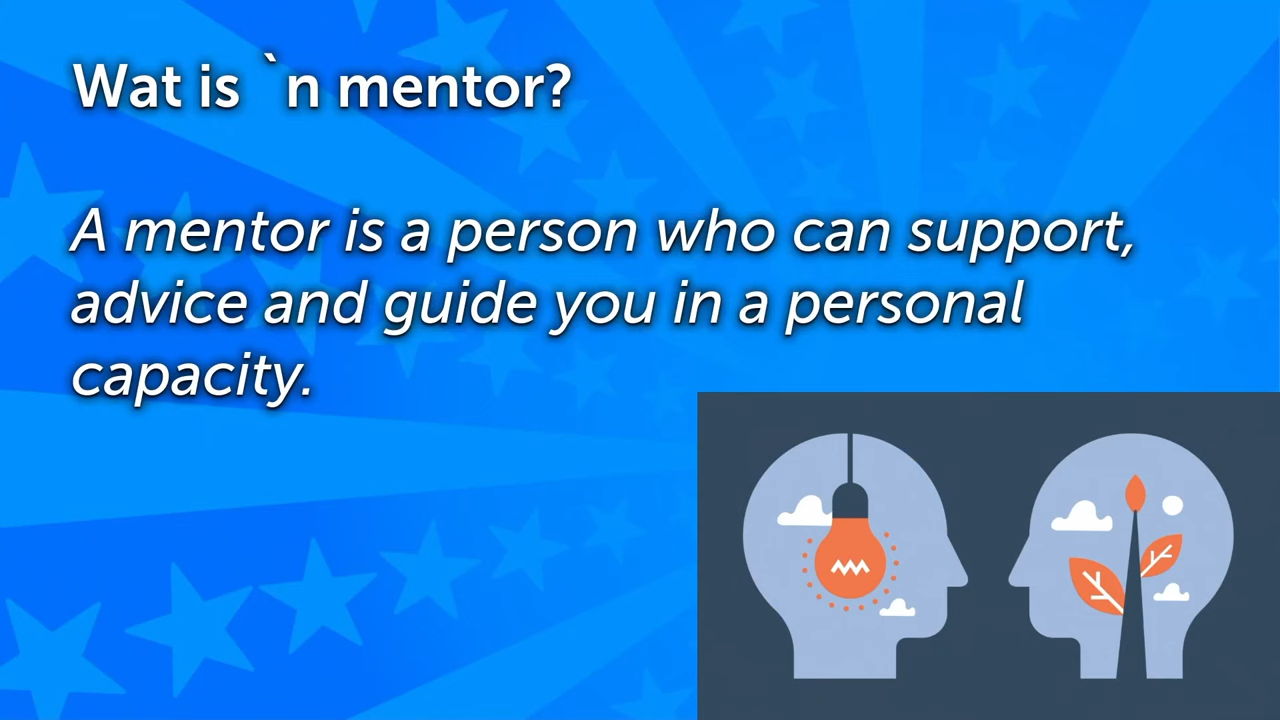 Wat is `n mentor?
A mentor is a person who can support,
advice and guide you in a personal
capacity.